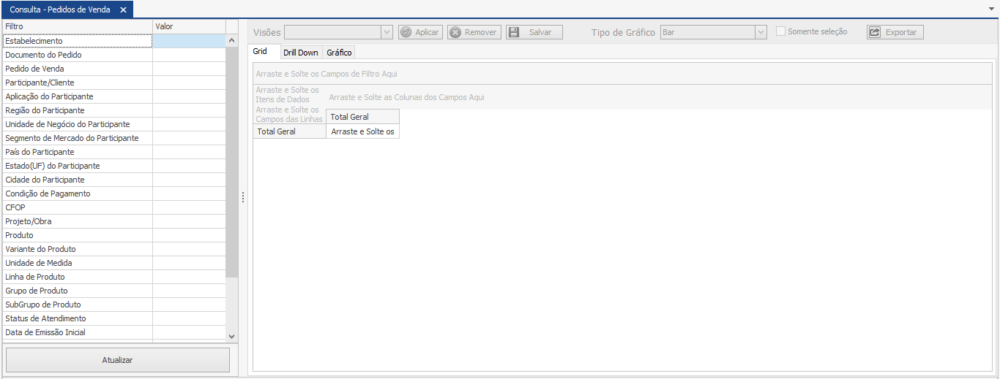 Consulta - Pedidos de Venda
Filtro Valor
Estabelecimento
Documento do Pedido
Pedido de Venda
Participante/Cliente
Aplicação do Participante
Região do Participante
Unidade de Negócio do Participante
Segmento de Mercado do Participante
País do Participante
Estado(UF) do Participante
Cidade do Participante
Condição de Pagamento
CFOP
Projeto/Obra
Produto
Variante do Produto
Unidade de Medida
Linha de Produto
Grupo de Produto
SubGrupo de Produto
Status de Atendimento
Data de Emissão Inicial
Atualizar
Visões Aplicar Remover Salvar Tipo de Gráfico Bar Somente seleção Exportar
Grid Drill Down Gráfico
Arraste e Solte os Campos de Filtro Aqui
Arraste e Solte os
Itens de Dados
Arraste e Solte as Colunas dos Campos Aqui
Arraste e Solte os
Campos das Linhas
Total Geral
Total Geral Arraste e Solte os